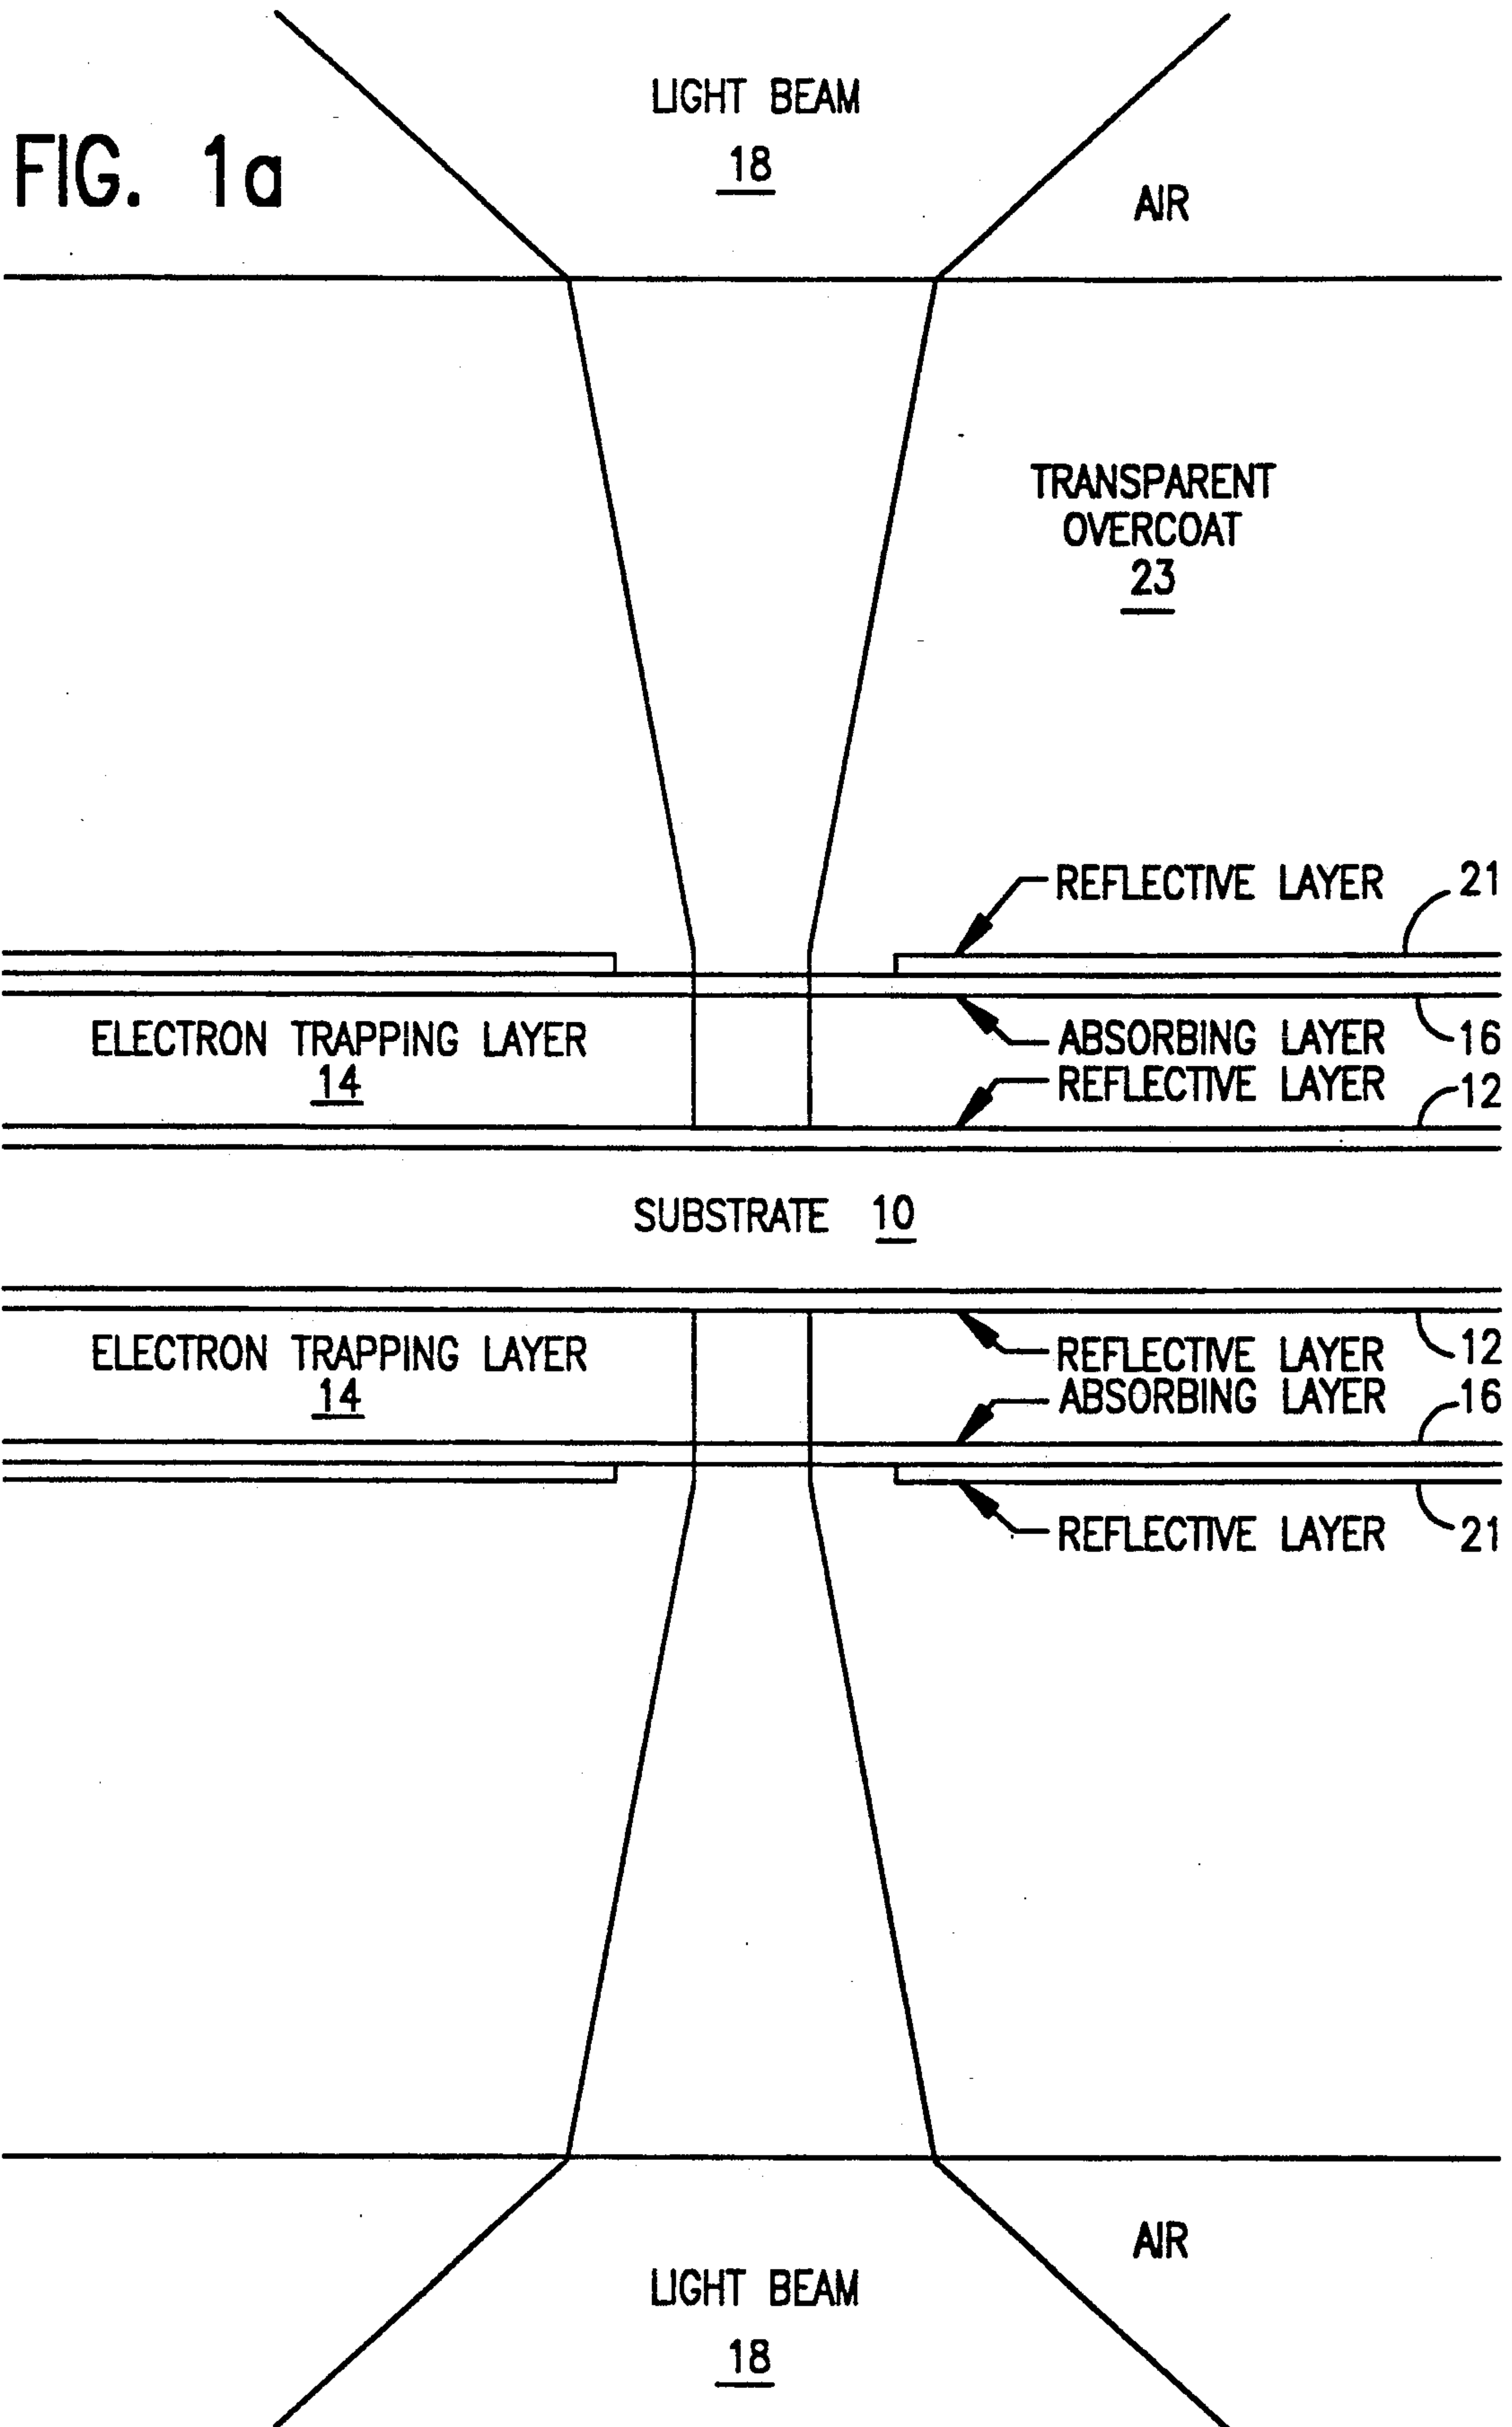 LIGHT BEAM
18
FIG. 1a
AIR
TRANSPARENT
OVERCOAT
23
REFLECTIVE LAYER 21
ELECTRON TRAPPING LAYER
14
ABSORBING LAYER 16
REFLECTIVE LAYER 12
SUBSTRATE 10
ELECTRON TRAPPING LAYER
14
REFLECTIVE LAYER 12
ABSORBING LAYER 16
REFLECTIVE LAYER 21
AIR
LIGHT BEAM
18